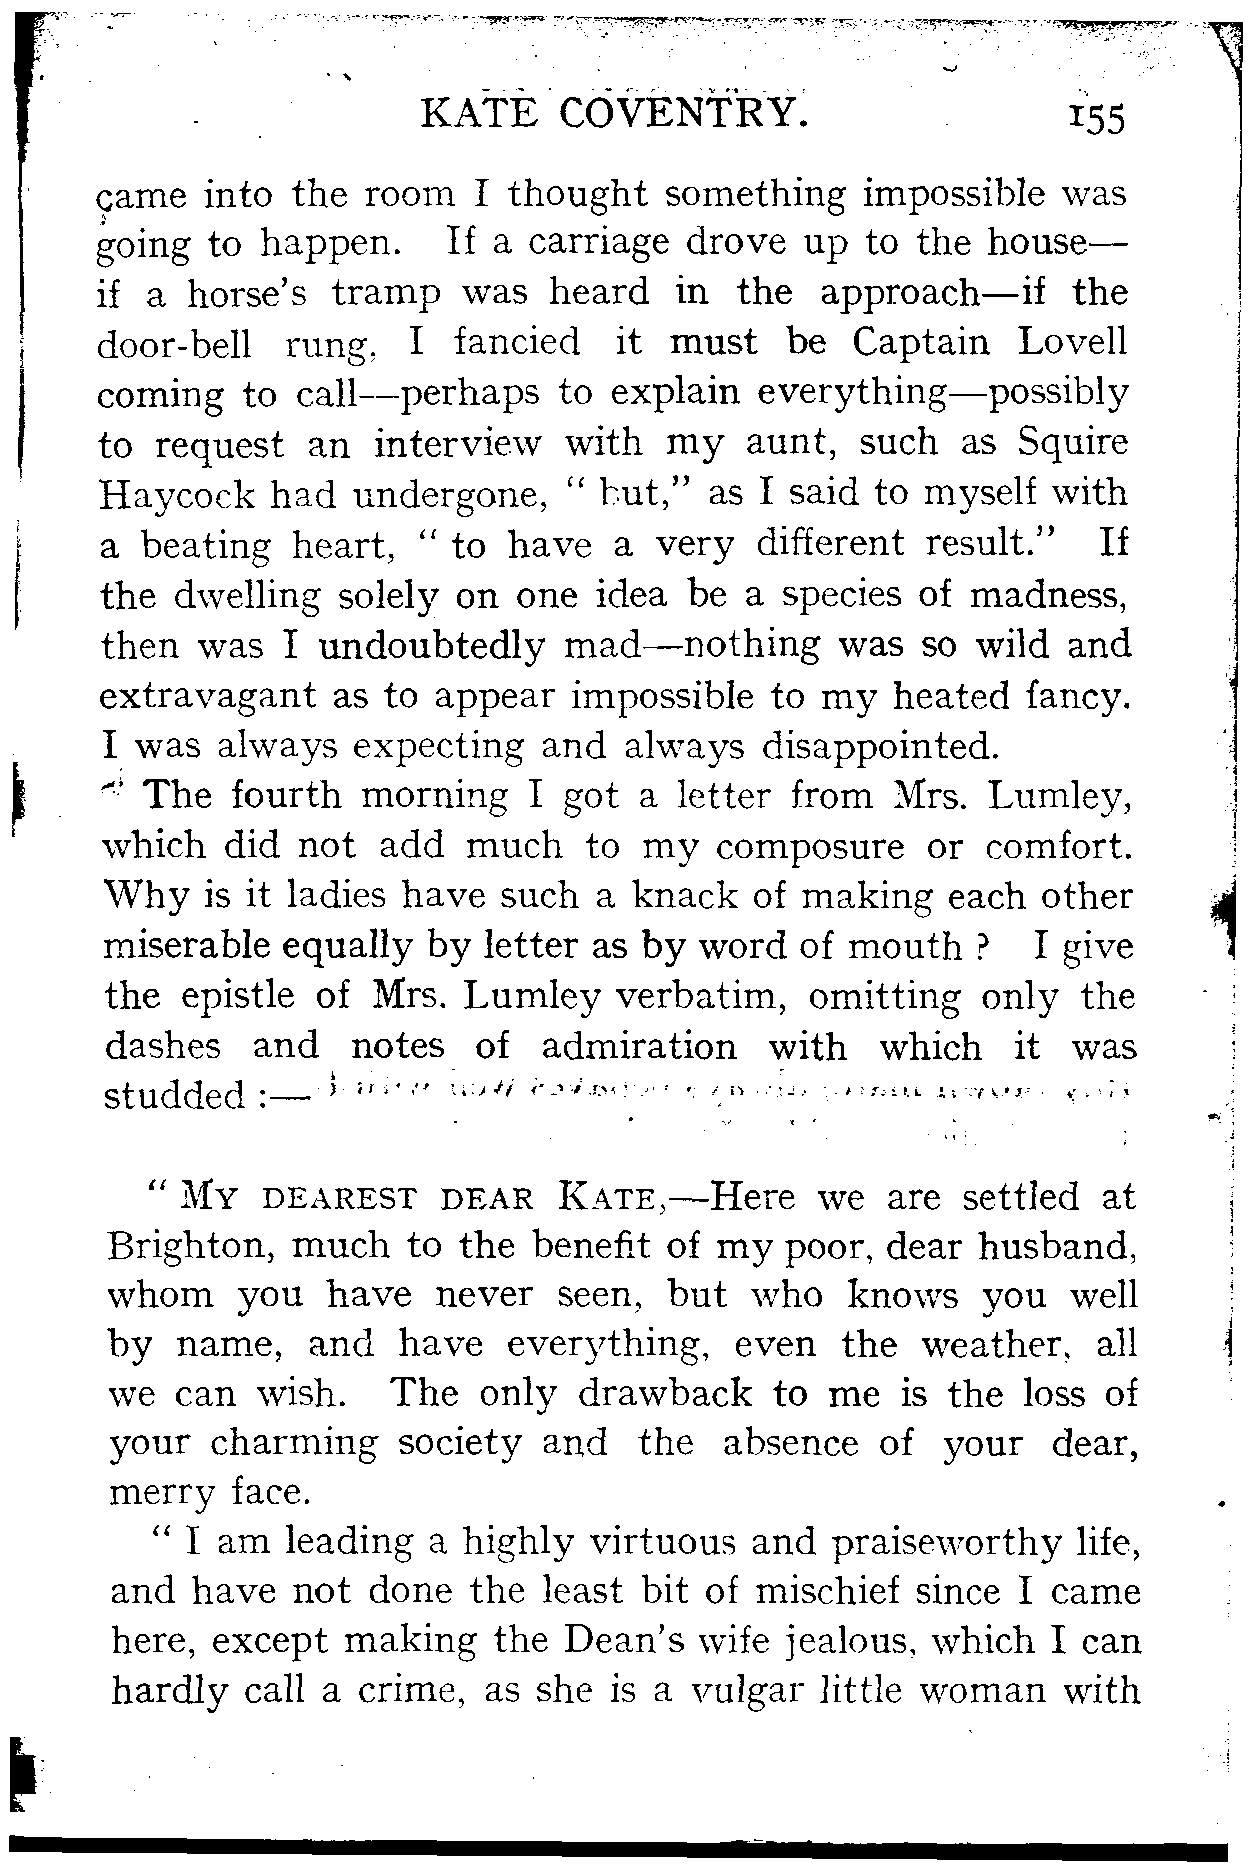 KATE COVENTRY. 155
came into the room I thought something impossible was
going to happen. If a carriage drove up to the house—
if a horse's tramp was heard in the approach—if the
door-bell rung, I fancied it must be Captain Lovell
coming to call—perhaps to explain everything—possibly
to request an interview with my aunt, such as Squire
Haycock had undergone, “ but,” as I said to myself with
a beating heart, “ to have a very different result.” If
the dwelling solely on one idea be a species of madness,
then was I undoubtedly mad—nothing was so wild and
extravagant as to appear impossible to my heated fancy.
I was always expecting and always disappointed.
The fourth morning I got a letter from Mrs. Lumley,
which did not add much to my composure or comfort.
Why is it ladies have such a knack of making each other
miserable equally by letter as by word of mouth ? I give
the epistle of Mrs. Lumley verbatim, omitting only the
dashes and notes of admiration with which it was
studded :—
“ MY DEAREST DEAR KATE,—Here we are settled at
Brighton, much to the benefit of my poor, dear husband,
whom you have never seen, but who knows you well
by name, and have everything, even the weather, all
we can wish. The only drawback to me is the loss of
your charming society and the absence of your dear,
merry face.
“ I am leading a highly virtuous and praiseworthy life,
and have not done the least bit of mischief since I came
here, except making the Dean's wife jealous, which I can
hardly call a crime, as she is a vulgar little woman with